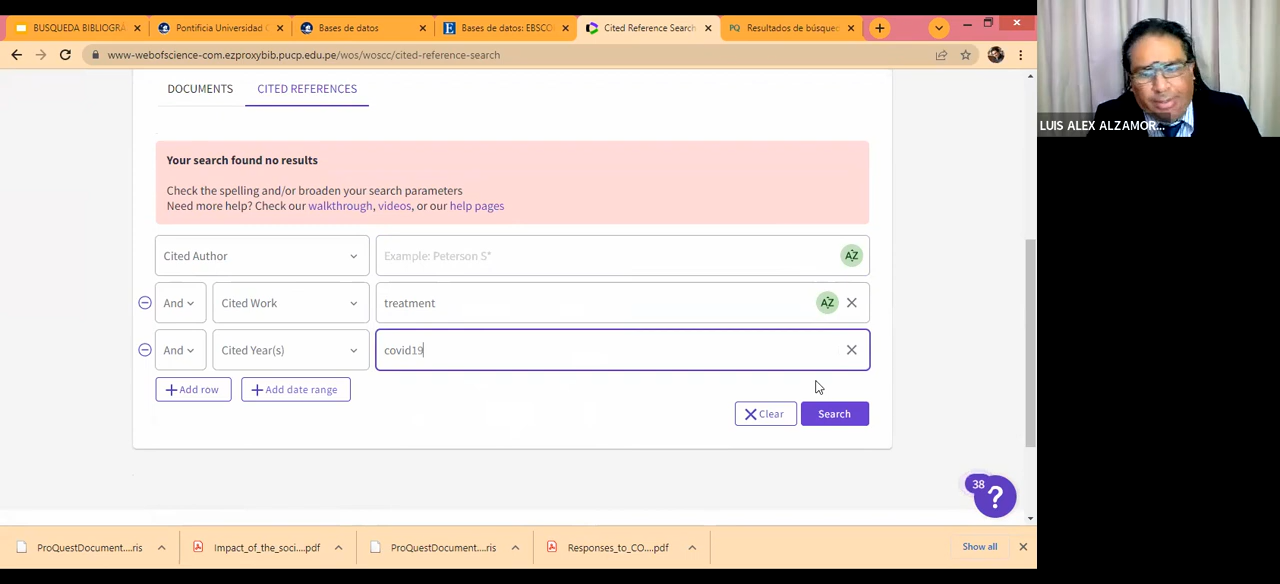 BUSQUEDA BIBLIOGRA
Pontificia Universidad C
Bases de datos
Bases de datos: EBSCO
Cited Reference Search
Resultados de búsque
www-webofscience-com.ezproxybib.pucp.edu.pe/wos/woscc/cited-reference-search
DOCUMENTS
CITED REFERENCES
Your search found no results
Check the spelling and/or broaden your search parameters
Need more help? Check our walkthrough, videos, or our help pages
Cited Author
Example: Peterson S*
AZ
And
Cited Work
treatment
AZ
And
Cited Year(s)
covid19
Add row
Add date range
Clear
Search
38
?
ProQuestDocument....ris
Impact_of_the_soci....pdf
ProQuestDocument....ris
Responses_to_CO....pdf
Show all
LUIS ALEX ALZAMOR...